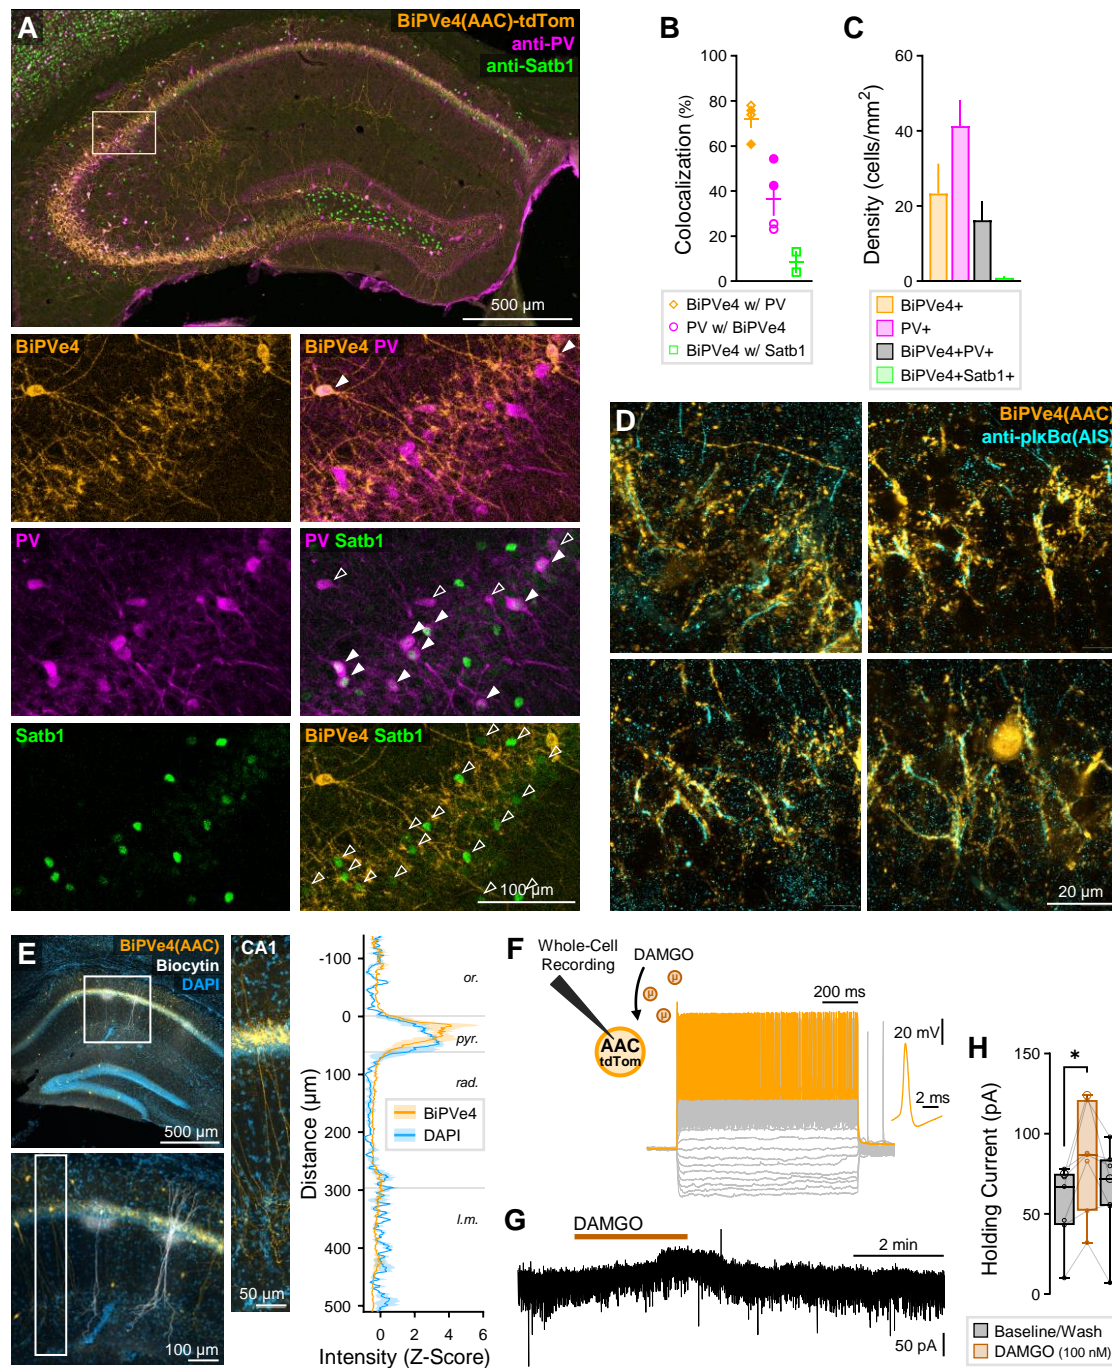 A
BiPVe4(AAC)-tdTom
anti-PV
anti-Satb1
500 µm
BiPVe4
BiPVe4 PV
PV
PV Satb1
Satb1
BiPVe4 Satb1
100 µm
B
Colocalization (%)
100
80
60
40
20
0
BiPVe4 w/ PV
PV w/ BiPVe4
BiPVe4 w/ Satb1
C
Density (cells/mm²)
60
40
20
0
BiPVe4+
PV+
BiPVe4+PV+
BiPVe4+Satb1+
D
BiPVe4(AAC)
anti-pIκBα(AIS)
20 µm
E
BiPVe4(AAC)
Biocytin
DAPI
500 µm
100 µm
CA1
50 µm
Distance (µm)
-100
0
100
200
300
400
500
or.
pyr.
rad.
l.m.
BiPVe4
DAPI
0 2 4 6
Intensity (Z-Score)
F
Whole-Cell
Recording
DAMGO
µ
µ
µ
AAC
tdTom
200 ms
20 mV
2 ms
G
DAMGO
2 min
50 pA
H
Holding Current (pA)
150
100
50
0
*
Baseline/Wash
DAMGO (100 nM)